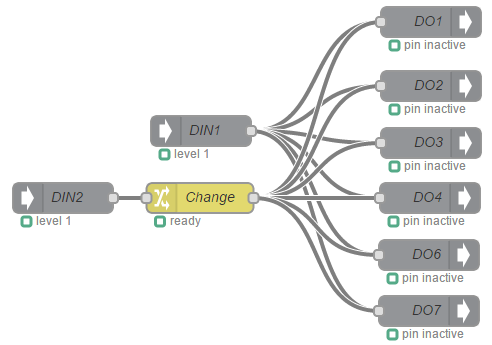 DO1
pin inactive
DO2
pin inactive
DIN1
level 1
DO3
pin inactive
DIN2
level 1
Change
ready
DO4
pin inactive
DO6
pin inactive
DO7
pin inactive